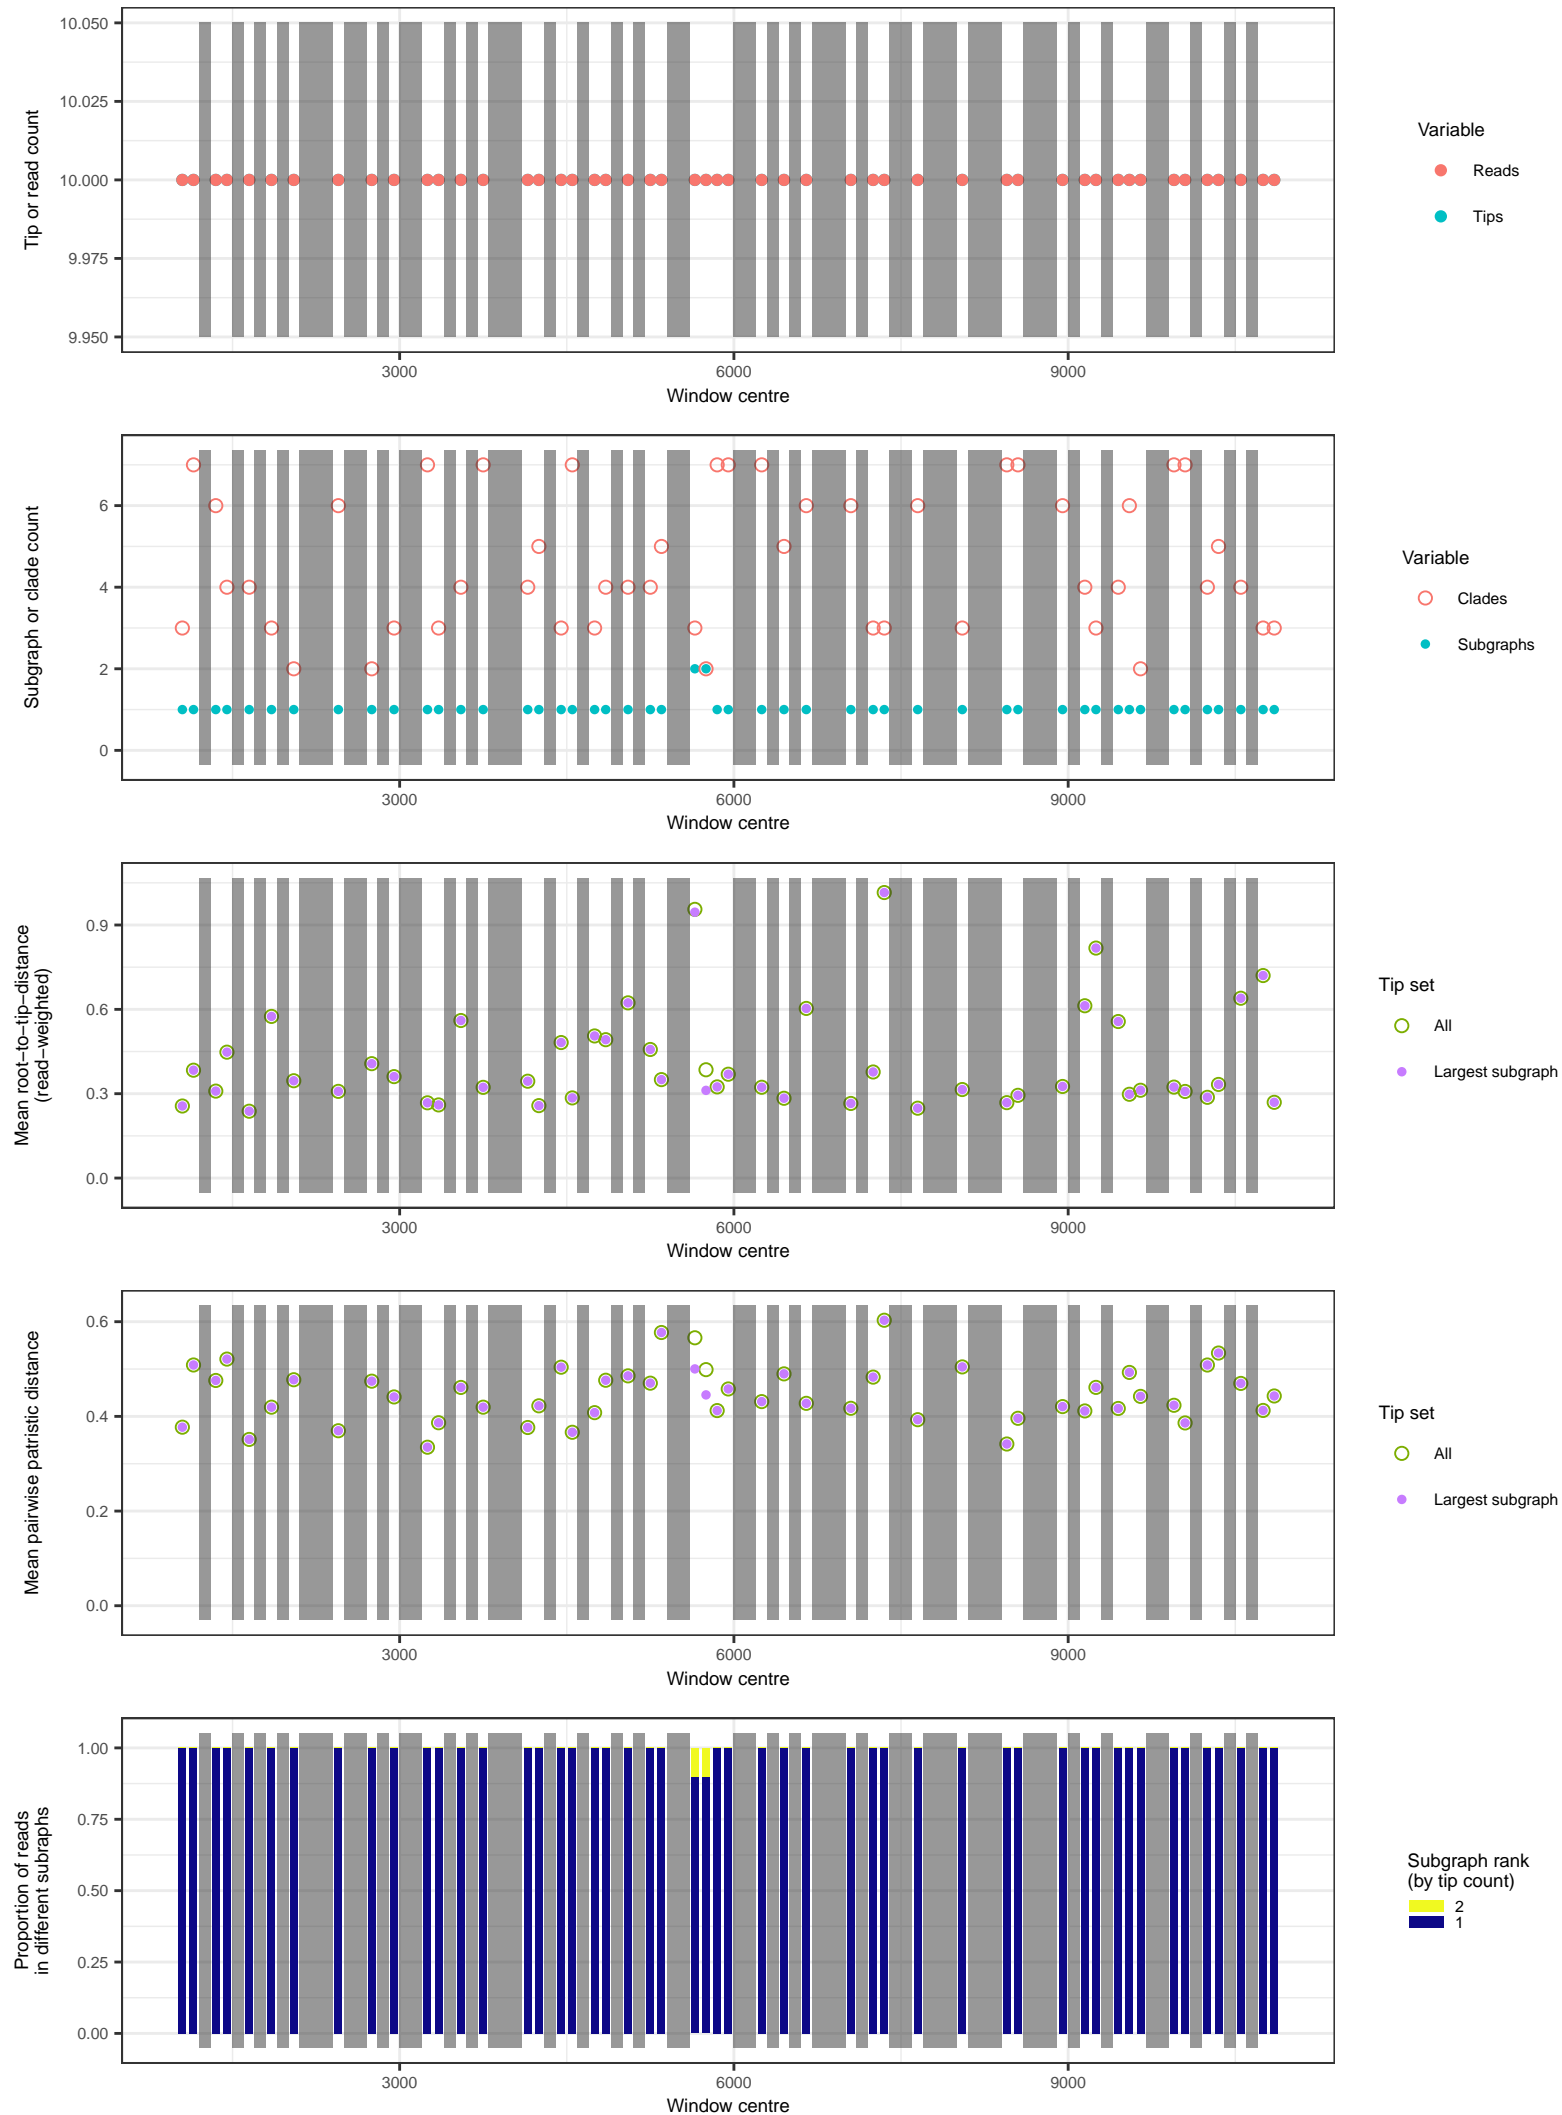 10.050
10.025
10.000
9.975
9.950
Tip or read count
3000
6000
9000
Window centre
Variable
Reads
Tips
6
4
2
0
Subgraph or clade count
3000
6000
9000
Window centre
Variable
Clades
Subgraphs
0.9
0.6
0.3
0.0
Mean root−to−tip−distance
(read−weighted)
3000
6000
9000
Window centre
Tip set
All
Largest subgraph
0.6
0.4
0.2
0.0
Mean pairwise patristic distance
3000
6000
9000
Window centre
Tip set
All
Largest subgraph
1.00
0.75
0.50
0.25
0.00
Proportion of reads
in different subraphs
3000
6000
9000
Window centre
Subgraph rank
(by tip count)
2
1